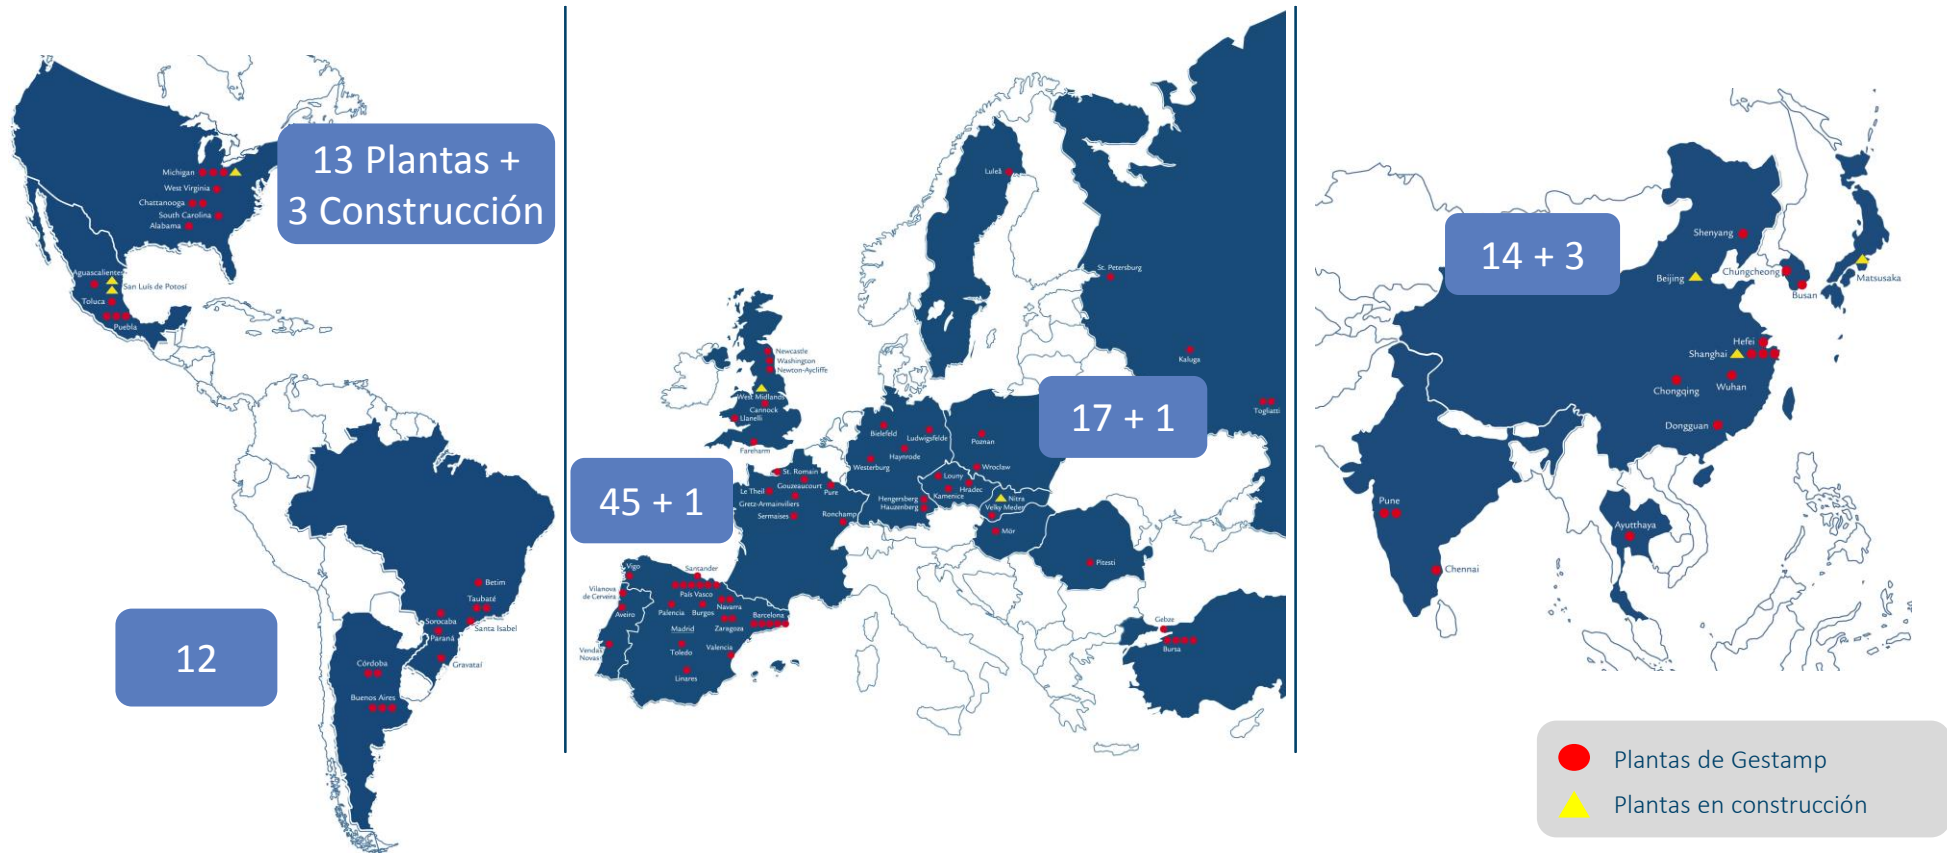 13 Plantas +
3 Construcción
Michigan
West Virginia
Chattanooga
South Carolina
Alabama
Aguascalientes
San Luís de Potosí
Toluca
Puebla
12
Betim
Taubaté
Sorocaba
Santa Isabel
Paraná
Gravataí
Córdoba
Buenos Aires
Luleå
St. Petersburg
Kaluga
Togliatti
Newcastle
Washington
Newton-Aycliffe
West Midlands
Cannock
Llanelli
Fareharm
17 + 1
45 + 1
Bielefeld
Ludwigsfelde
Haynrode
Westerburg
Poznan
Wroclaw
Louny
Hradec
Kamenice
Hengersberg
Hauzenberg
Nitra
Velky Meder
Mór
Pitesti
St. Romain
Gouzeaucourt
Le Theil
Pure
Gretz-Armainvilliers
Sermaises
Ronchamp
Vigo
Santander
Vilanova
de Cerveira
País Vasco
Aveiro
Palencia
Burgos
Navarra
Barcelona
Madrid
Zaragoza
Vendas
Novas
Toledo
Valencia
Linares
Gebze
Bursa
14 + 3
Shenyang
Beijing
Chungcheong
Busan
Matsusaka
Hefei
Shanghai
Chongqing
Wuhan
Dongguan
Pune
Chennai
Ayutthaya
Plantas de Gestamp
Plantas en construcción